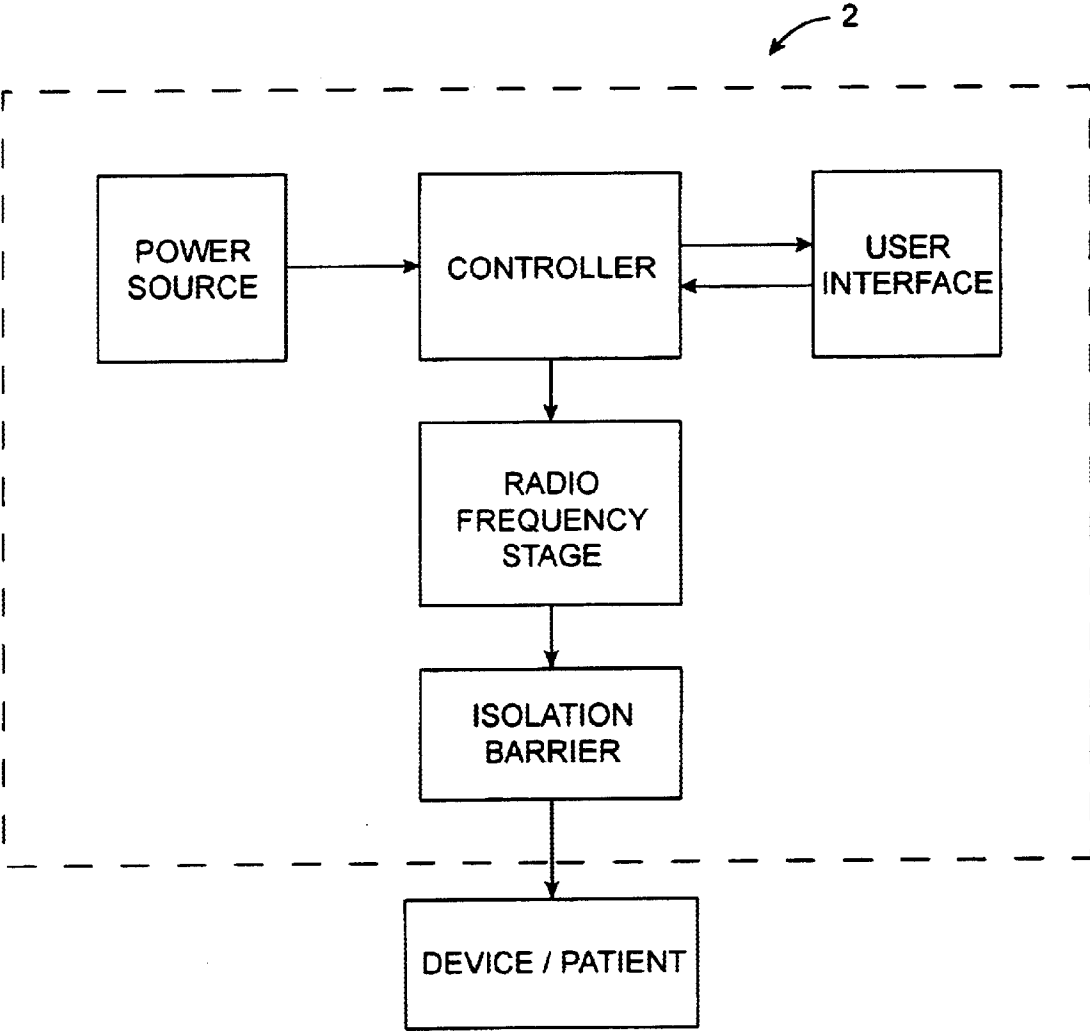 2
POWER
SOURCE
CONTROLLER
USER
INTERFACE
RADIO
FREQUENCY
STAGE
ISOLATION
BARRIER
DEVICE / PATIENT